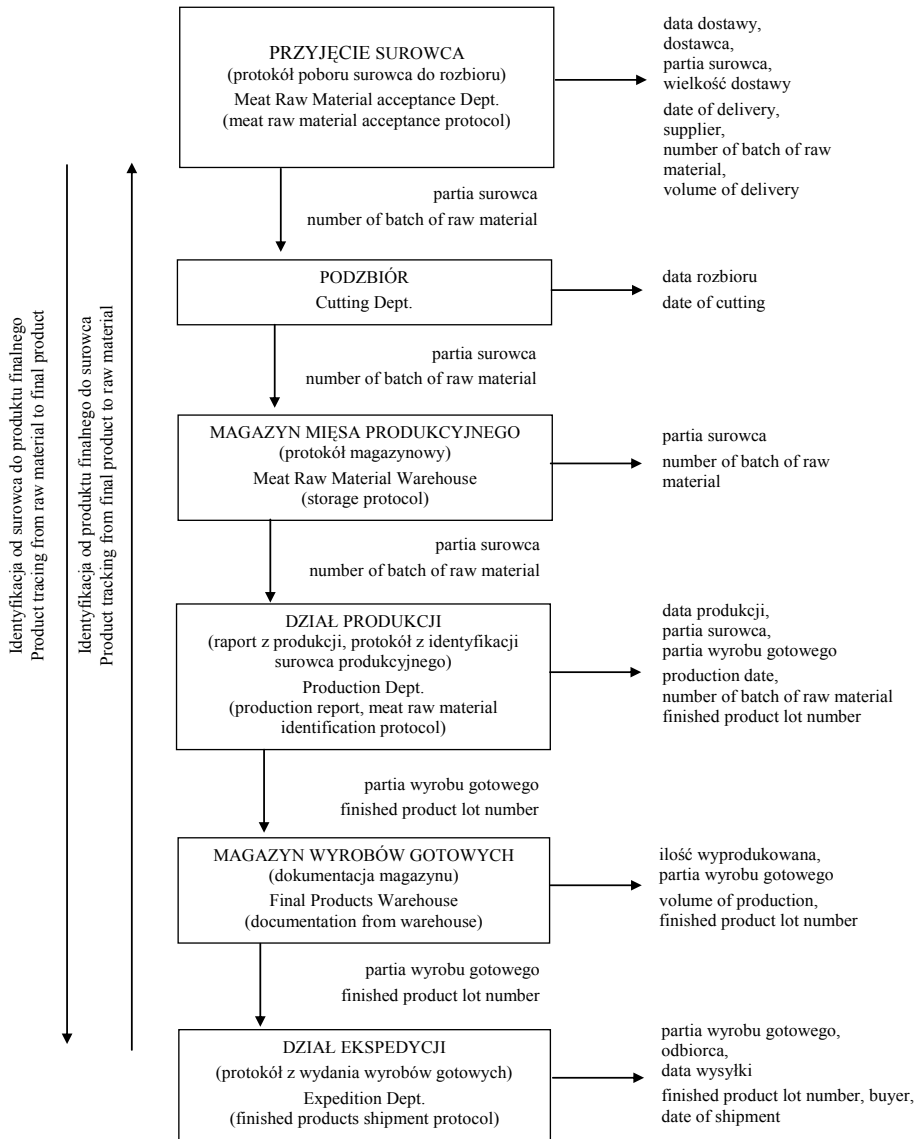 PRZYJĘCIE SUROWCA
(protokół poboru surowca do rozbioru)
Meat Raw Material acceptance Dept.
(meat raw material acceptance protocol)
data dostawy,
dostawca,
partia surowca,
wielkość dostawy
date of delivery,
supplier,
number of batch of raw
material,
volume of delivery
partia surowca
number of batch of raw material
PODZBIÓR
Cutting Dept.
data rozbioru
date of cutting
partia surowca
number of batch of raw material
MAGAZYN MIĘSA PRODUKCYJNEGO
(protokół magazynowy)
Meat Raw Material Warehouse
(storage protocol)
partia surowca
number of batch of raw
material
partia surowca
number of batch of raw material
DZIAŁ PRODUKCJI
(raport z produkcji, protokół z identyfikacji
surowca produkcyjnego)
Production Dept.
(production report, meat raw material
identification protocol)
data produkcji,
partia surowca,
partia wyrobu gotowego
production date,
number of batch of raw material
finished product lot number
partia wyrobu gotowego
finished product lot number
MAGAZYN WYROBÓW GOTOWYCH
(dokumentacja magazynu)
Final Products Warehouse
(documentation from warehouse)
ilość wyprodukowana,
partia wyrobu gotowego
volume of production,
finished product lot number
partia wyrobu gotowego
finished product lot number
DZIAŁ EKSPEDYCJI
(protokół z wydania wyrobów gotowych)
Expedition Dept.
(finished products shipment protocol)
partia wyrobu gotowego,
odbiorca,
data wysyłki
finished product lot number, buyer,
date of shipment
Identyfikacja od surowca do produktu finalnego
Product tracing from raw material to final product
Identyfikacja od produktu finalnego do surowca
Product tracking from final product to raw material